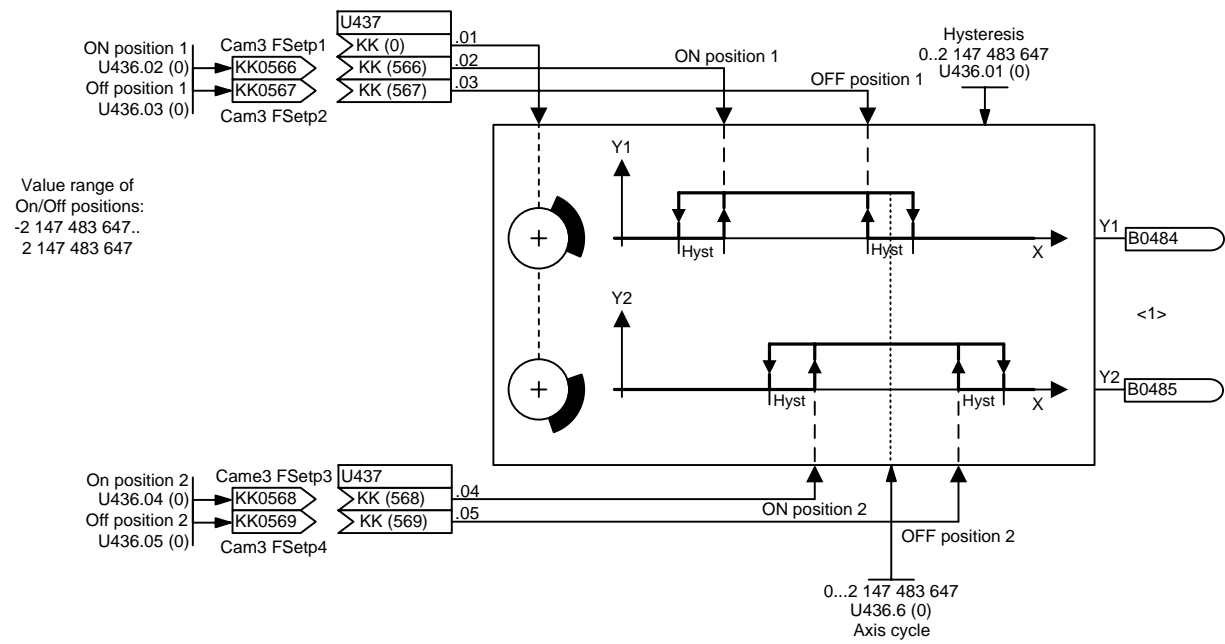 U437
ON position 1
Cam3 FSetp1
KK (0)
.01
Hysteresis
0..2 147 483 647
U436.01 (0)
U436.02 (0)
KK0566
KK (566)
.02
ON position 1
Off position 1
KK0567
KK (567)
.03
OFF position 1
U436.03 (0)
Cam3 FSetp2
Value range of
On/Off positions:
-2 147 483 647..
2 147 483 647
Y1
Hyst
Hyst
X
Y1
B0484
<1>
Y2
Hyst
Hyst
X
Y2
B0485
On position 2
Came3 FSetp3
U437
U436.04 (0)
KK0568
KK (568)
.04
ON position 2
Off position 2
KK0569
KK (569)
.05
OFF position 2
U436.05 (0)
Cam3 FSetp4
0...2 147 483 647
U436.6 (0)
Axis cycle